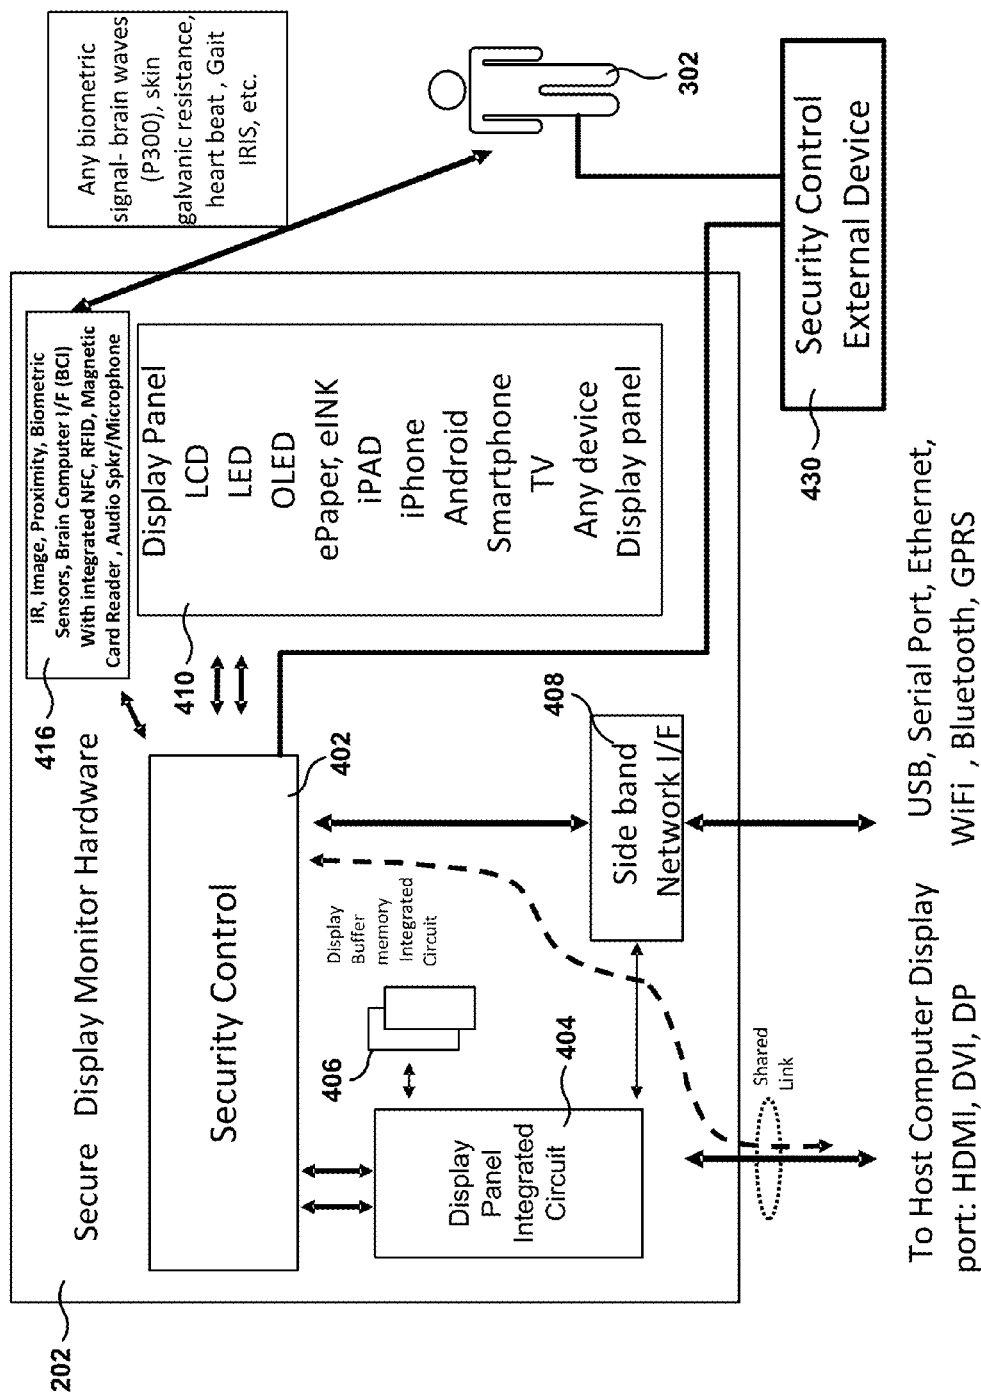 202
Secure Display Monitor Hardware
416
IR, Image, Proximity, Biometric
Sensors, Brain Computer I/F (BCI)
With integrated NFC, RFID, Magnetic
Card Reader , Audio Spkr/Microphone
Any biometric
signal- brain waves
(P300), skin
galvanic resistance,
heart beat , Gait
IRIS, etc.
Security Control
402
410
Display Panel
LCD
LED
OLED
ePaper, eINK
iPAD
iPhone
Android
Smartphone
TV
Any device
Display panel
302
406
Display
Buffer
memory
Integrated
Circuit
Display
Panel
Integrated
Circuit
404
408
Side band
Network I/F
Shared
Link
430
Security Control
External Device
To Host Computer Display
port: HDMI, DVI, DP
USB, Serial Port, Ethernet,
WiFi , Bluetooth, GPRS